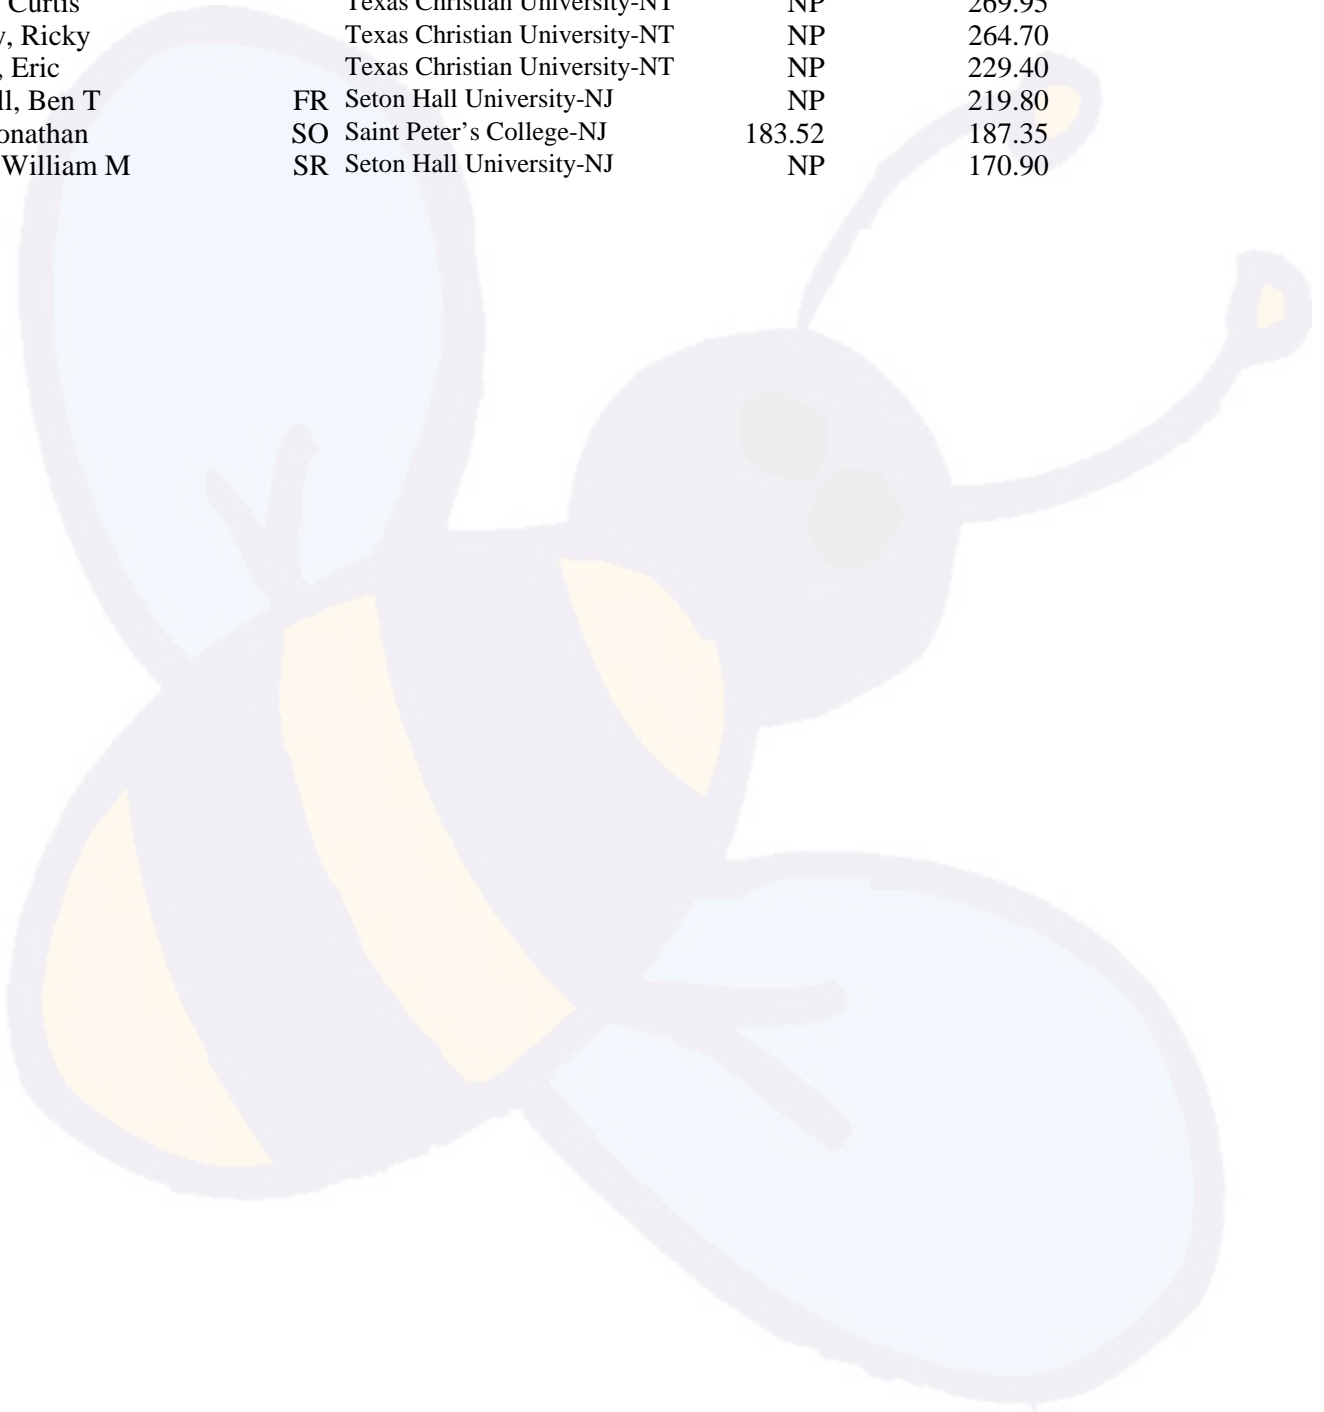 Curtis Texas Christian University-NT NP 269.95
, Ricky Texas Christian University-NT NP 264.70
, Eric Texas Christian University-NT NP 229.40
ll, Ben T FR Seton Hall University-NJ NP 219.80
onathan SO Saint Peter’s College-NJ 183.52 187.35
William M SR Seton Hall University-NJ NP 170.90